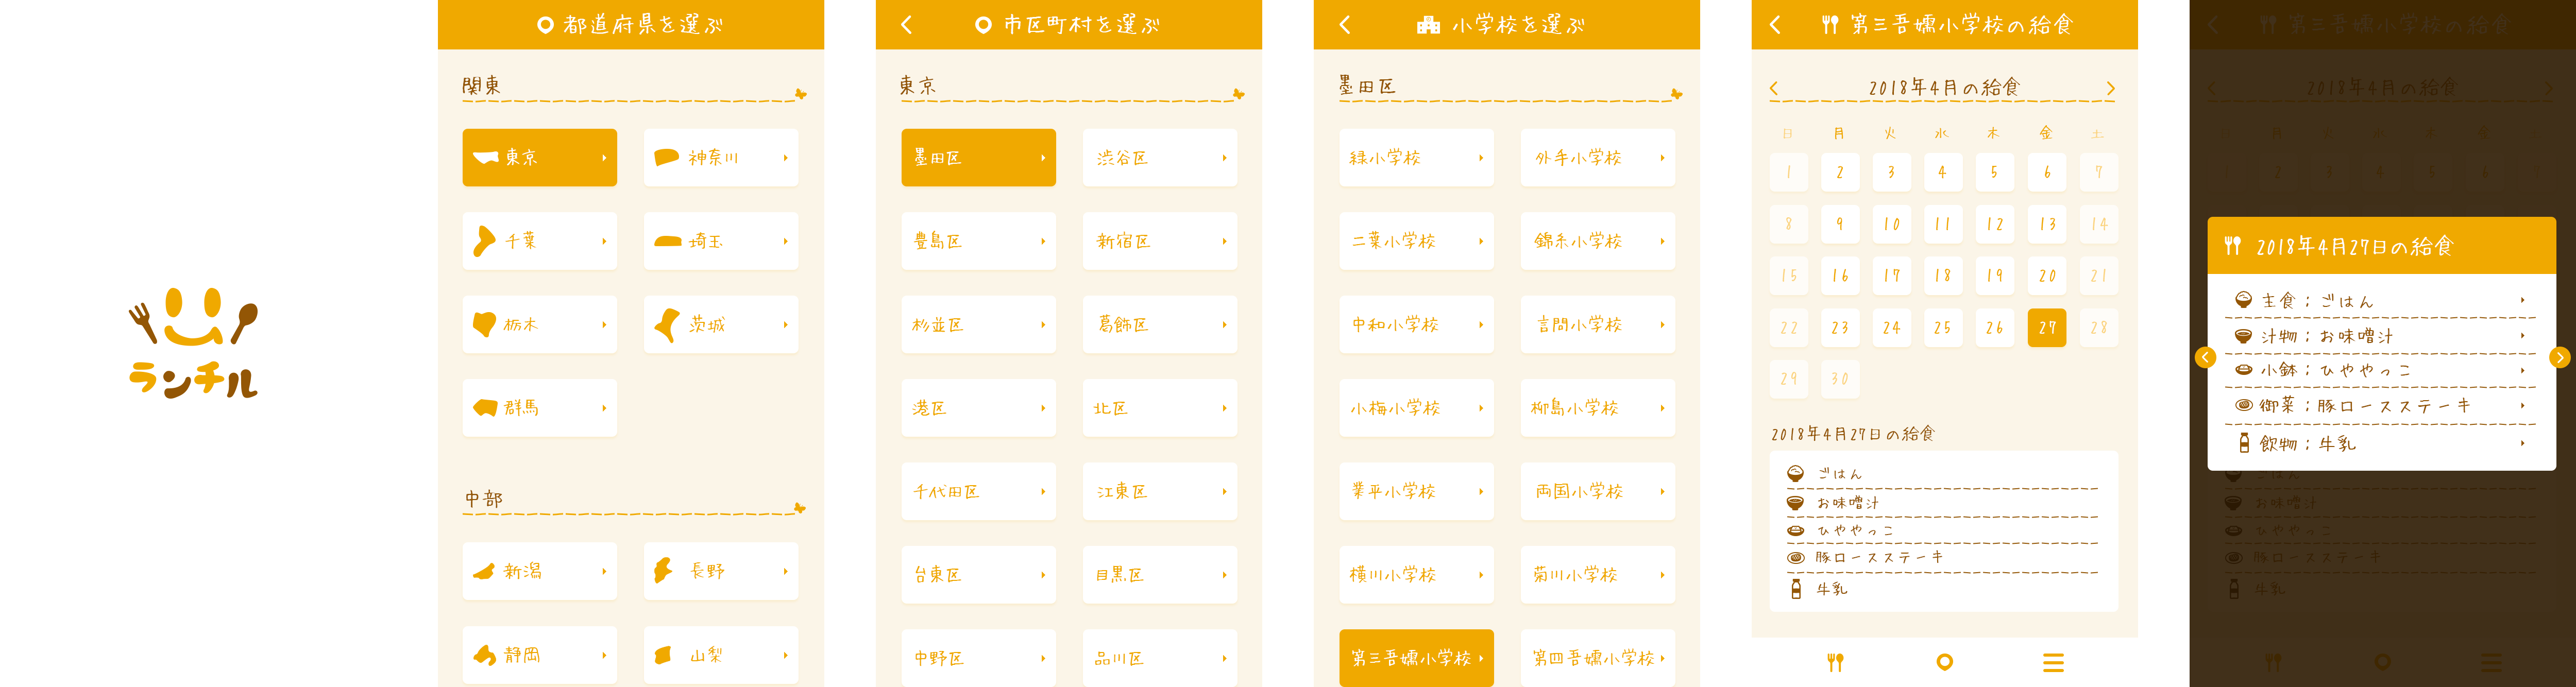 ランチル
都道府県を選ぶ
関東
東京
神奈川
千葉
埼玉
栃木
茨城
群馬
中部
新潟
長野
静岡
山梨
市区町村を選ぶ
東京
墨田区
渋谷区
豊島区
新宿区
杉並区
葛飾区
港区
北区
千代田区
江東区
台東区
目黒区
中野区
品川区
小学校を選ぶ
墨田区
緑小学校
外手小学校
二葉小学校
錦糸小学校
中和小学校
言問小学校
小梅小学校
柳島小学校
業平小学校
両国小学校
横川小学校
菊川小学校
第三吾嬬小学校
第四吾嬬小学校
第三吾嬬小学校の給食
2018年4月の給食
日 月 火 水 木 金 土
1 2 3 4 5 6 7
8 9 10 11 12 13 14
15 16 17 18 19 20 21
22 23 24 25 26 27 28
29 30
2018年4月27日の給食
ごはん
お味噌汁
ひややっこ
豚ロースステーキ
牛乳
第三吾嬬小学校の給食
2018年4月の給食
2018年4月27日の給食
主食;ごはん
汁物;お味噌汁
小鉢;ひややっこ
御菜;豚ロースステーキ
飲物;牛乳
ごはん
お味噌汁
ひややっこ
豚ロースステーキ
牛乳